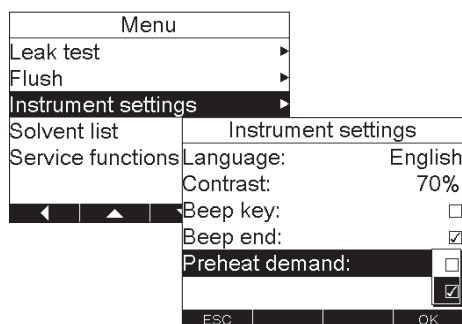 Menu
Leak test
Flush
Instrument settings
Solvent list
Service functions
Instrument settings
Language: English
Contrast: 70%
Beep key:
Beep end:
Preheat demand:
ESC OK